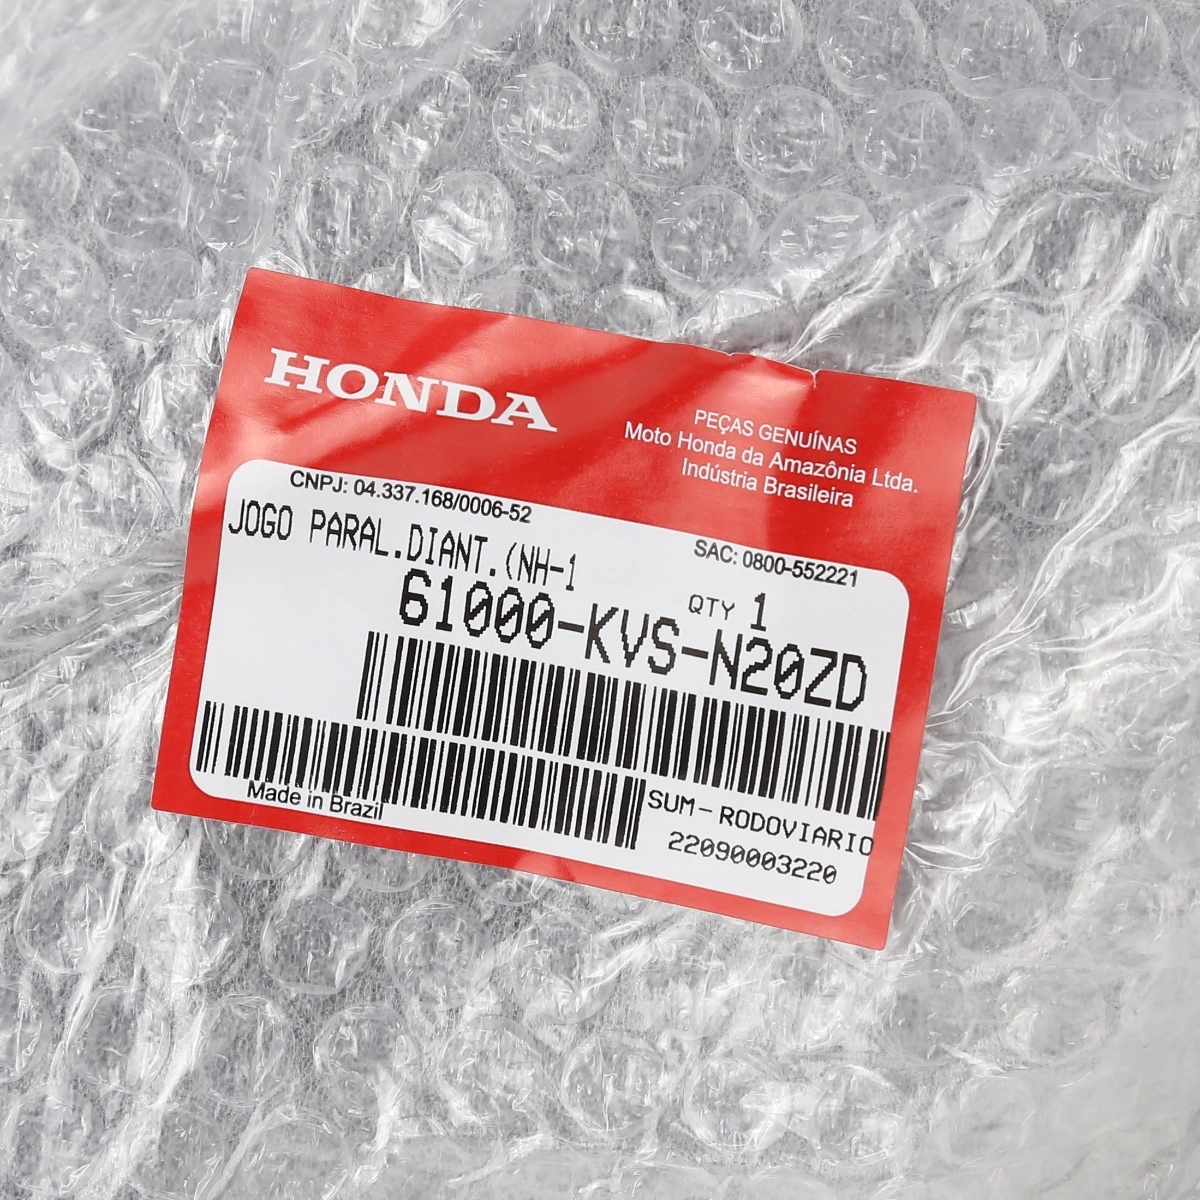 HONDA
PEÇAS GENUÍNAS
Moto Honda da Amazônia Ltda.
Indústria Brasileira
CNPJ: 04.337.168/0006-52
SAC: 0800-552221
JOGO PARAL.DIANT.(NH-1
QTY 1
61000-KVS-N20ZD
Made in Brazil
SUM-RODOVIARIO
22090003220